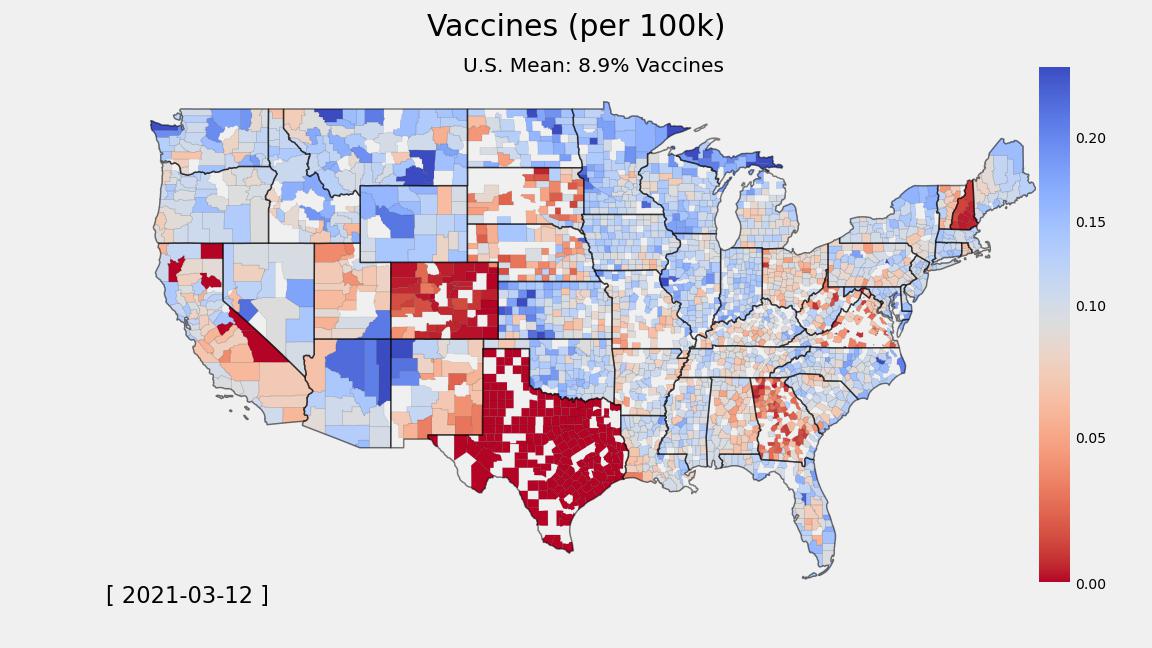 Vaccines (per 100k)
U.S. Mean: 8.9% Vaccines
0.20
0.15
0.10
0.05
0.00
[ 2021-03-12 ]